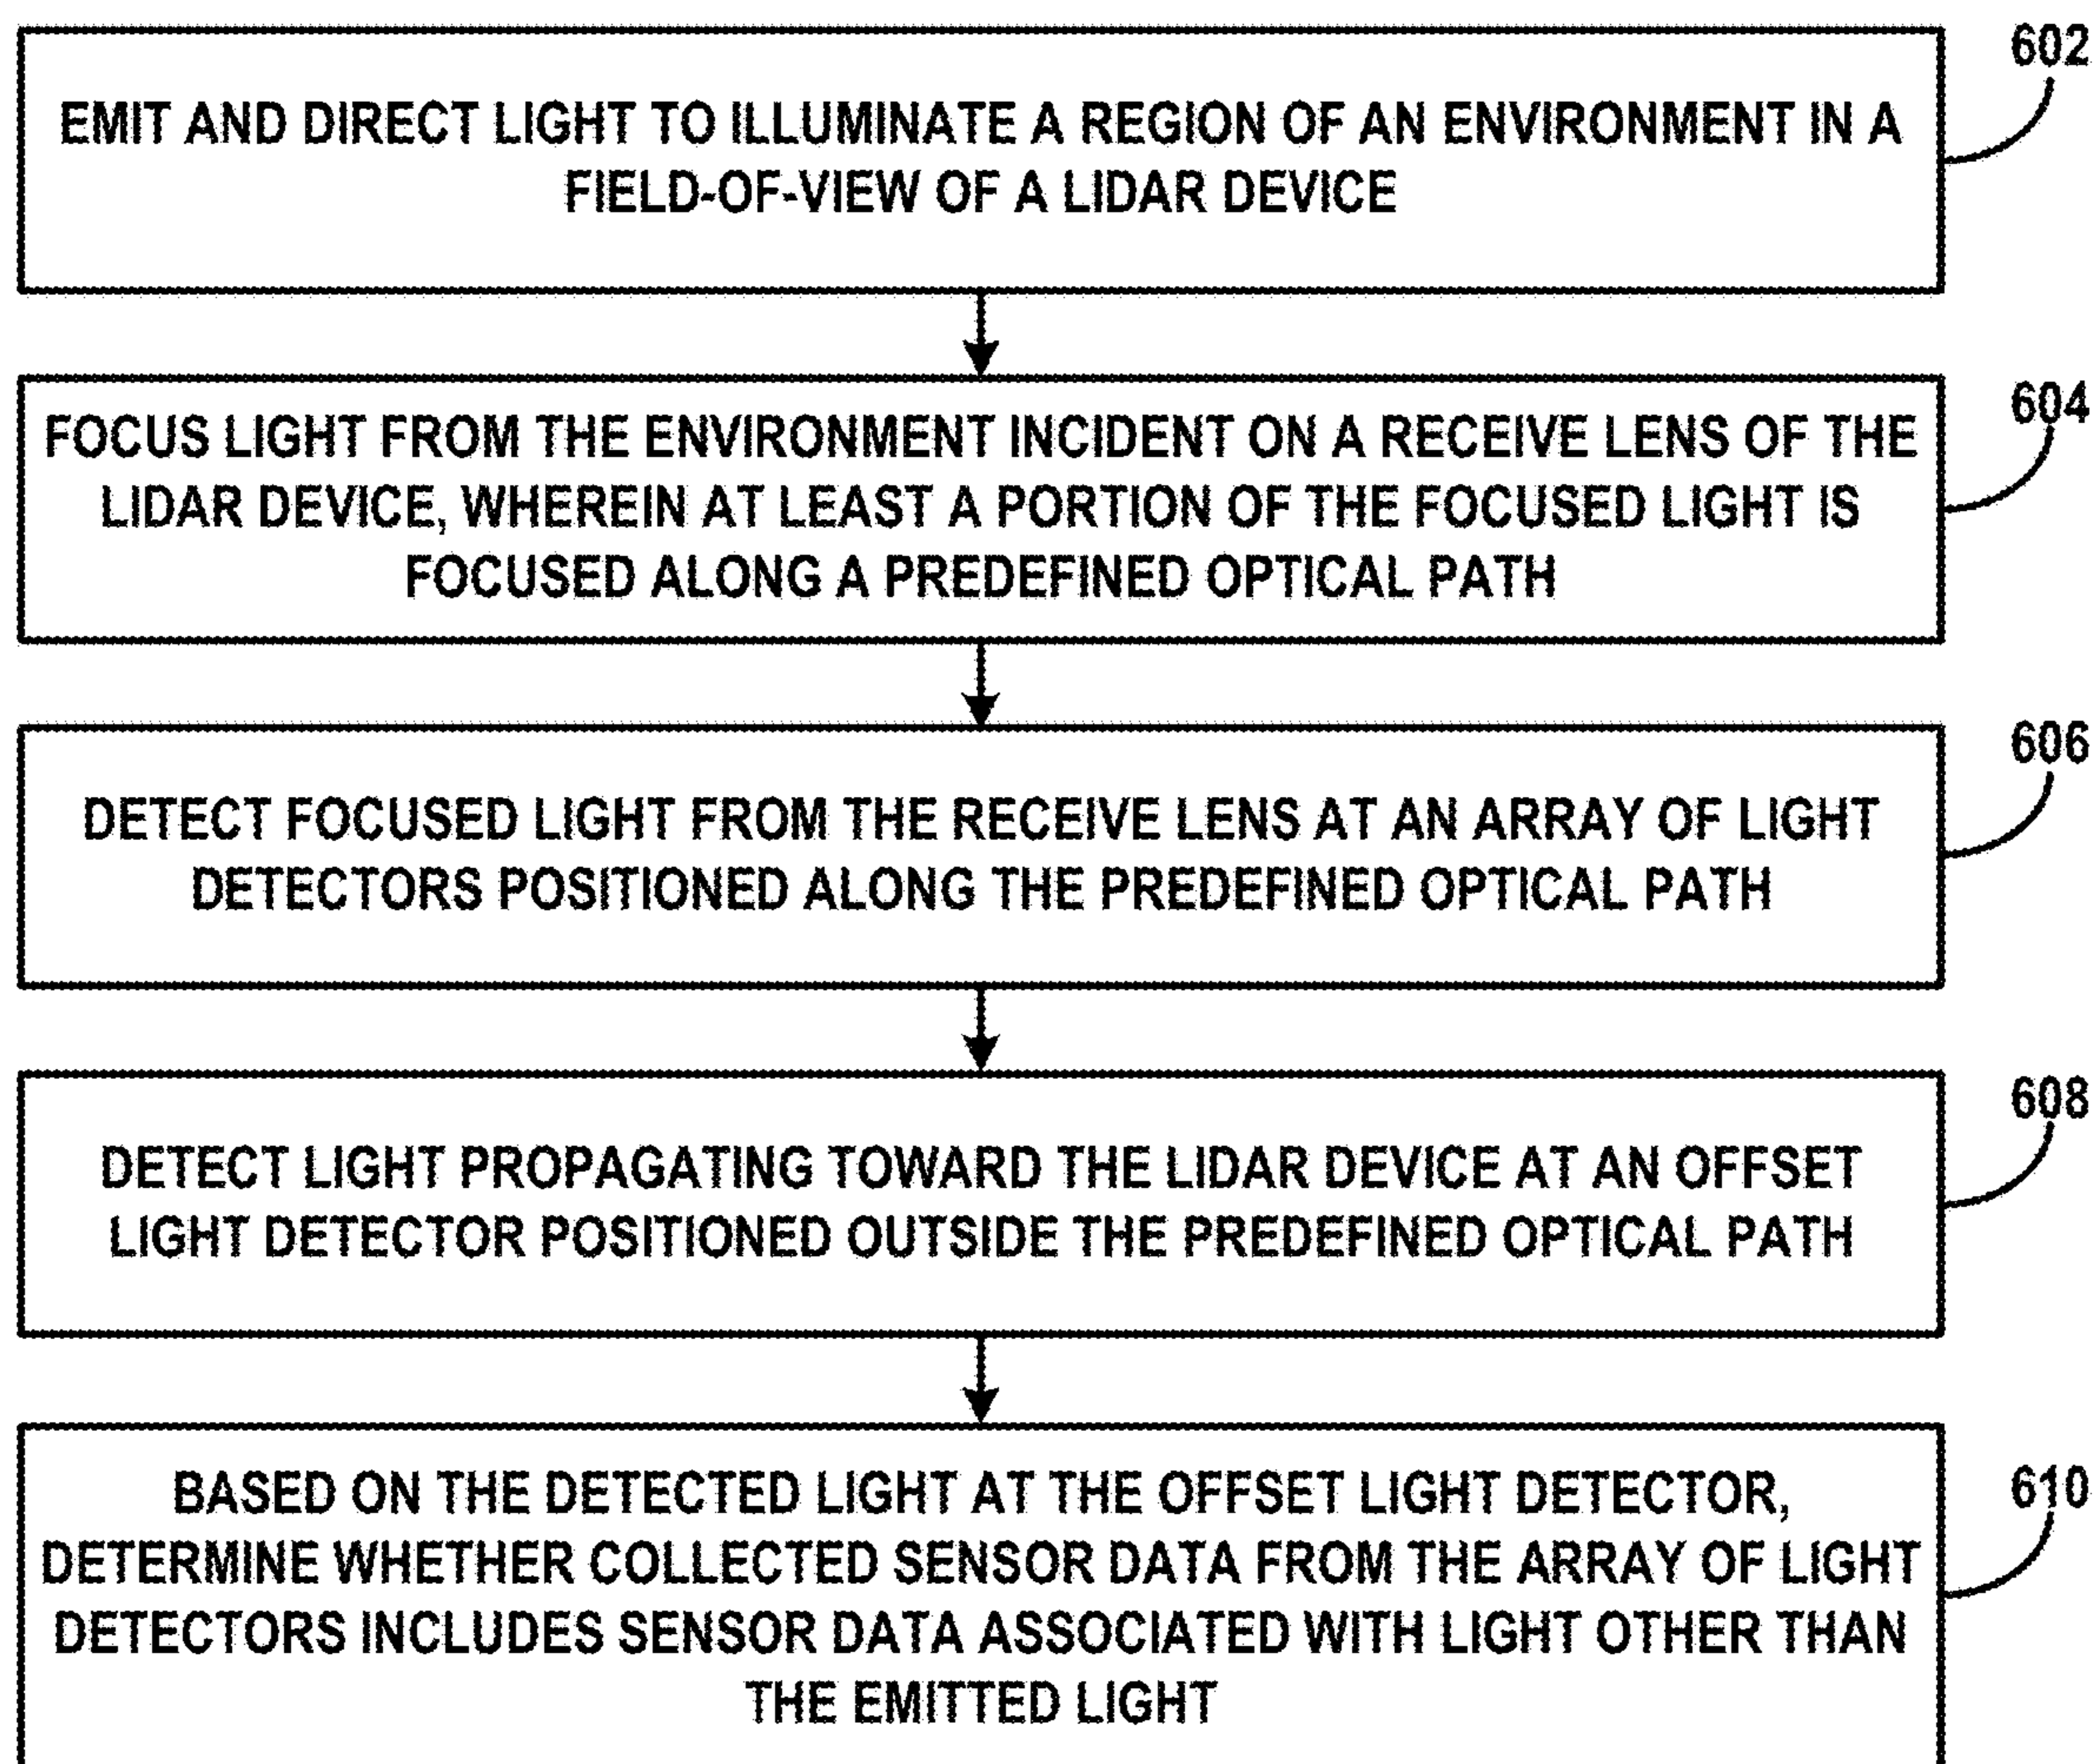 602
EMIT AND DIRECT LIGHT TO ILLUMINATE A REGION OF AN ENVIRONMENT IN A
FIELD-OF-VIEW OF A LIDAR DEVICE
604
FOCUS LIGHT FROM THE ENVIRONMENT INCIDENT ON A RECEIVE LENS OF THE
LIDAR DEVICE, WHEREIN AT LEAST A PORTION OF THE FOCUSED LIGHT IS
FOCUSED ALONG A PREDEFINED OPTICAL PATH
606
DETECT FOCUSED LIGHT FROM THE RECEIVE LENS AT AN ARRAY OF LIGHT
DETECTORS POSITIONED ALONG THE PREDEFINED OPTICAL PATH
608
DETECT LIGHT PROPAGATING TOWARD THE LIDAR DEVICE AT AN OFFSET
LIGHT DETECTOR POSITIONED OUTSIDE THE PREDEFINED OPTICAL PATH
610
BASED ON THE DETECTED LIGHT AT THE OFFSET LIGHT DETECTOR,
DETERMINE WHETHER COLLECTED SENSOR DATA FROM THE ARRAY OF LIGHT
DETECTORS INCLUDES SENSOR DATA ASSOCIATED WITH LIGHT OTHER THAN
THE EMITTED LIGHT